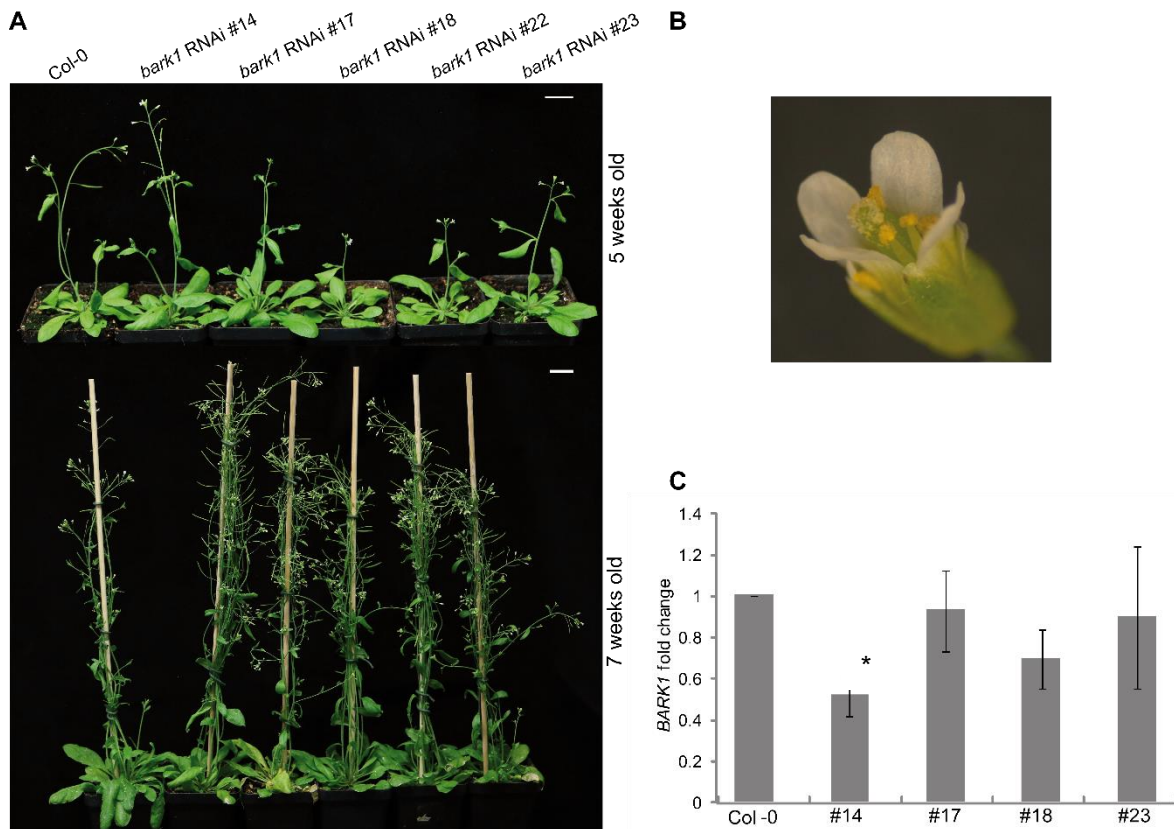 A
Col-0
bark1 RNAi #14
bark1 RNAi #17
bark1 RNAi #18
bark1 RNAi #22
bark1 RNAi #23
5 weeks old
7 weeks old
B
C
BARK1 fold change
1.4
1.2
1
0.8
0.6
0.4
0.2
0
*
Col -0
#14
#17
#18
#23